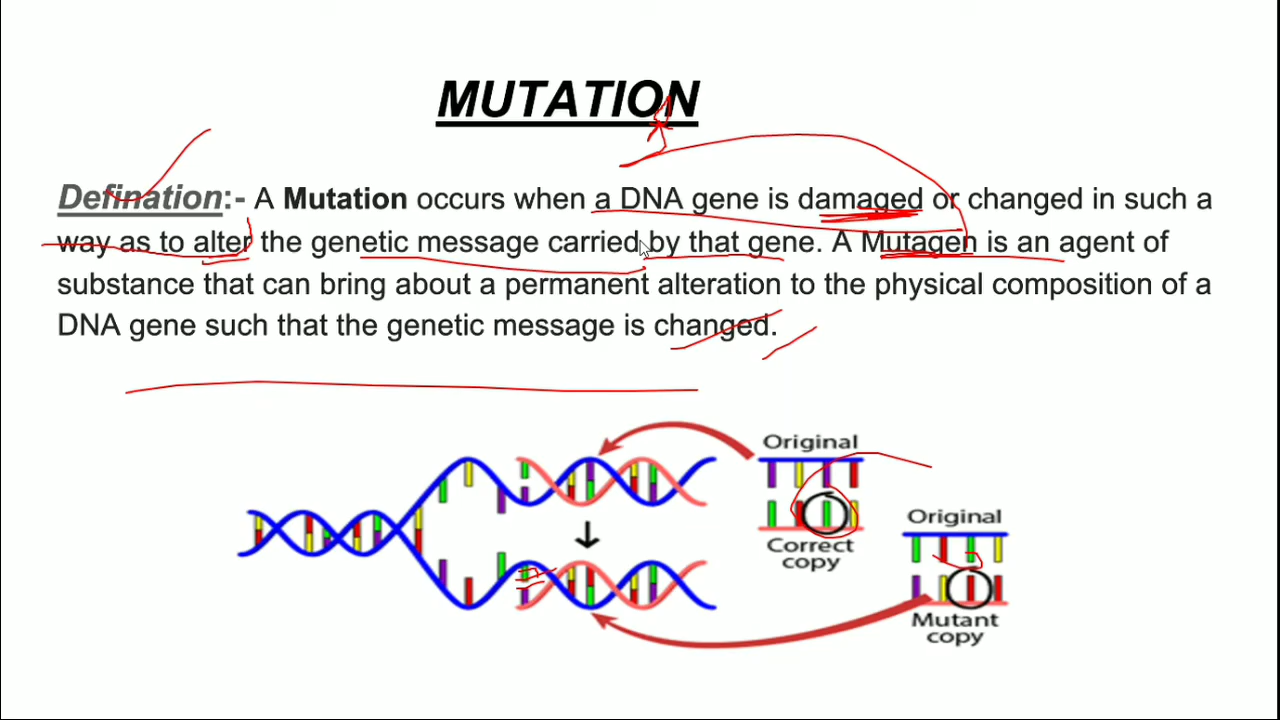 MUTATION
Defination:- A Mutation occurs when a DNA gene is damaged or changed in such a
way as to alter the genetic message carried by that gene. A Mutagen is an agent of
substance that can bring about a permanent alteration to the physical composition of a
DNA gene such that the genetic message is changed.
Original
Correct
copy
Original
Mutant
copy